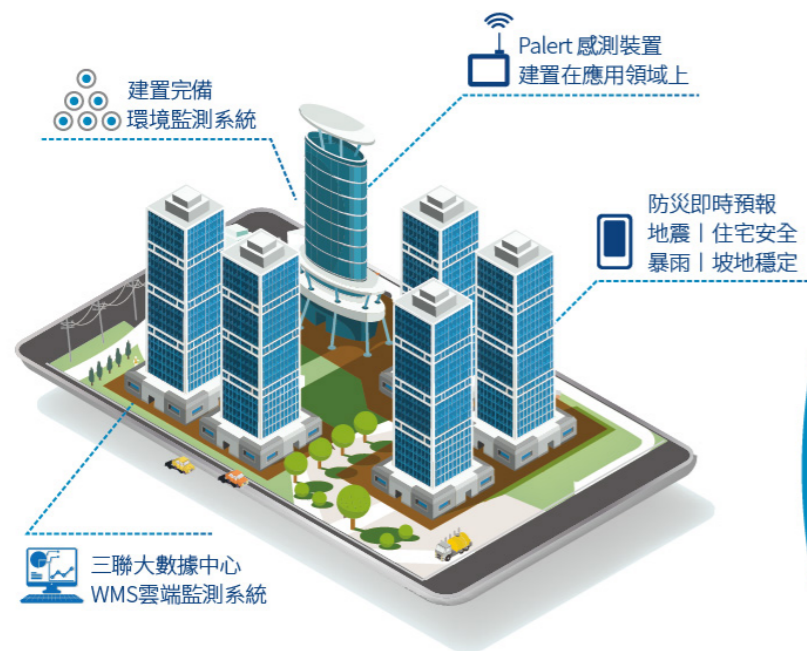 Palert 感測裝置
建置在應用領域上
建置完備
環境監測系統
防災即時預報
地震丨住宅安全
暴雨丨坡地穩定
三聯大數據中心
WMS雲端監測系統